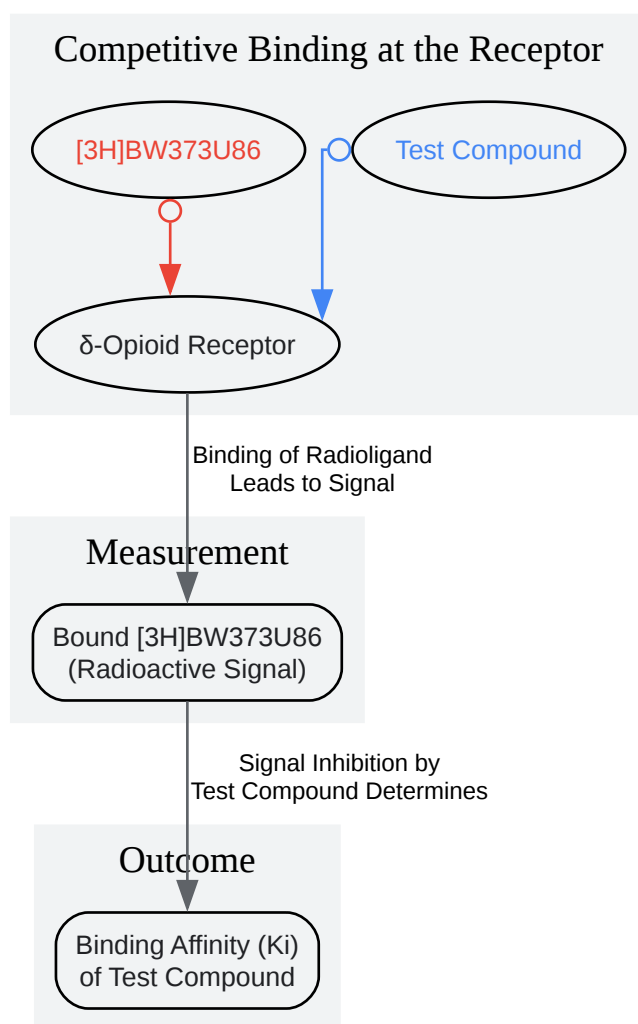 Competitive Binding at the Receptor
[3H]BW373U86
Test Compound
δ-Opioid Receptor
Binding of Radioligand
Leads to Signal
Measurement
Bound [3H]BW373U86
(Radioactive Signal)
Signal Inhibition by
Test Compound Determines
Outcome
Binding Affinity (Ki)
of Test Compound